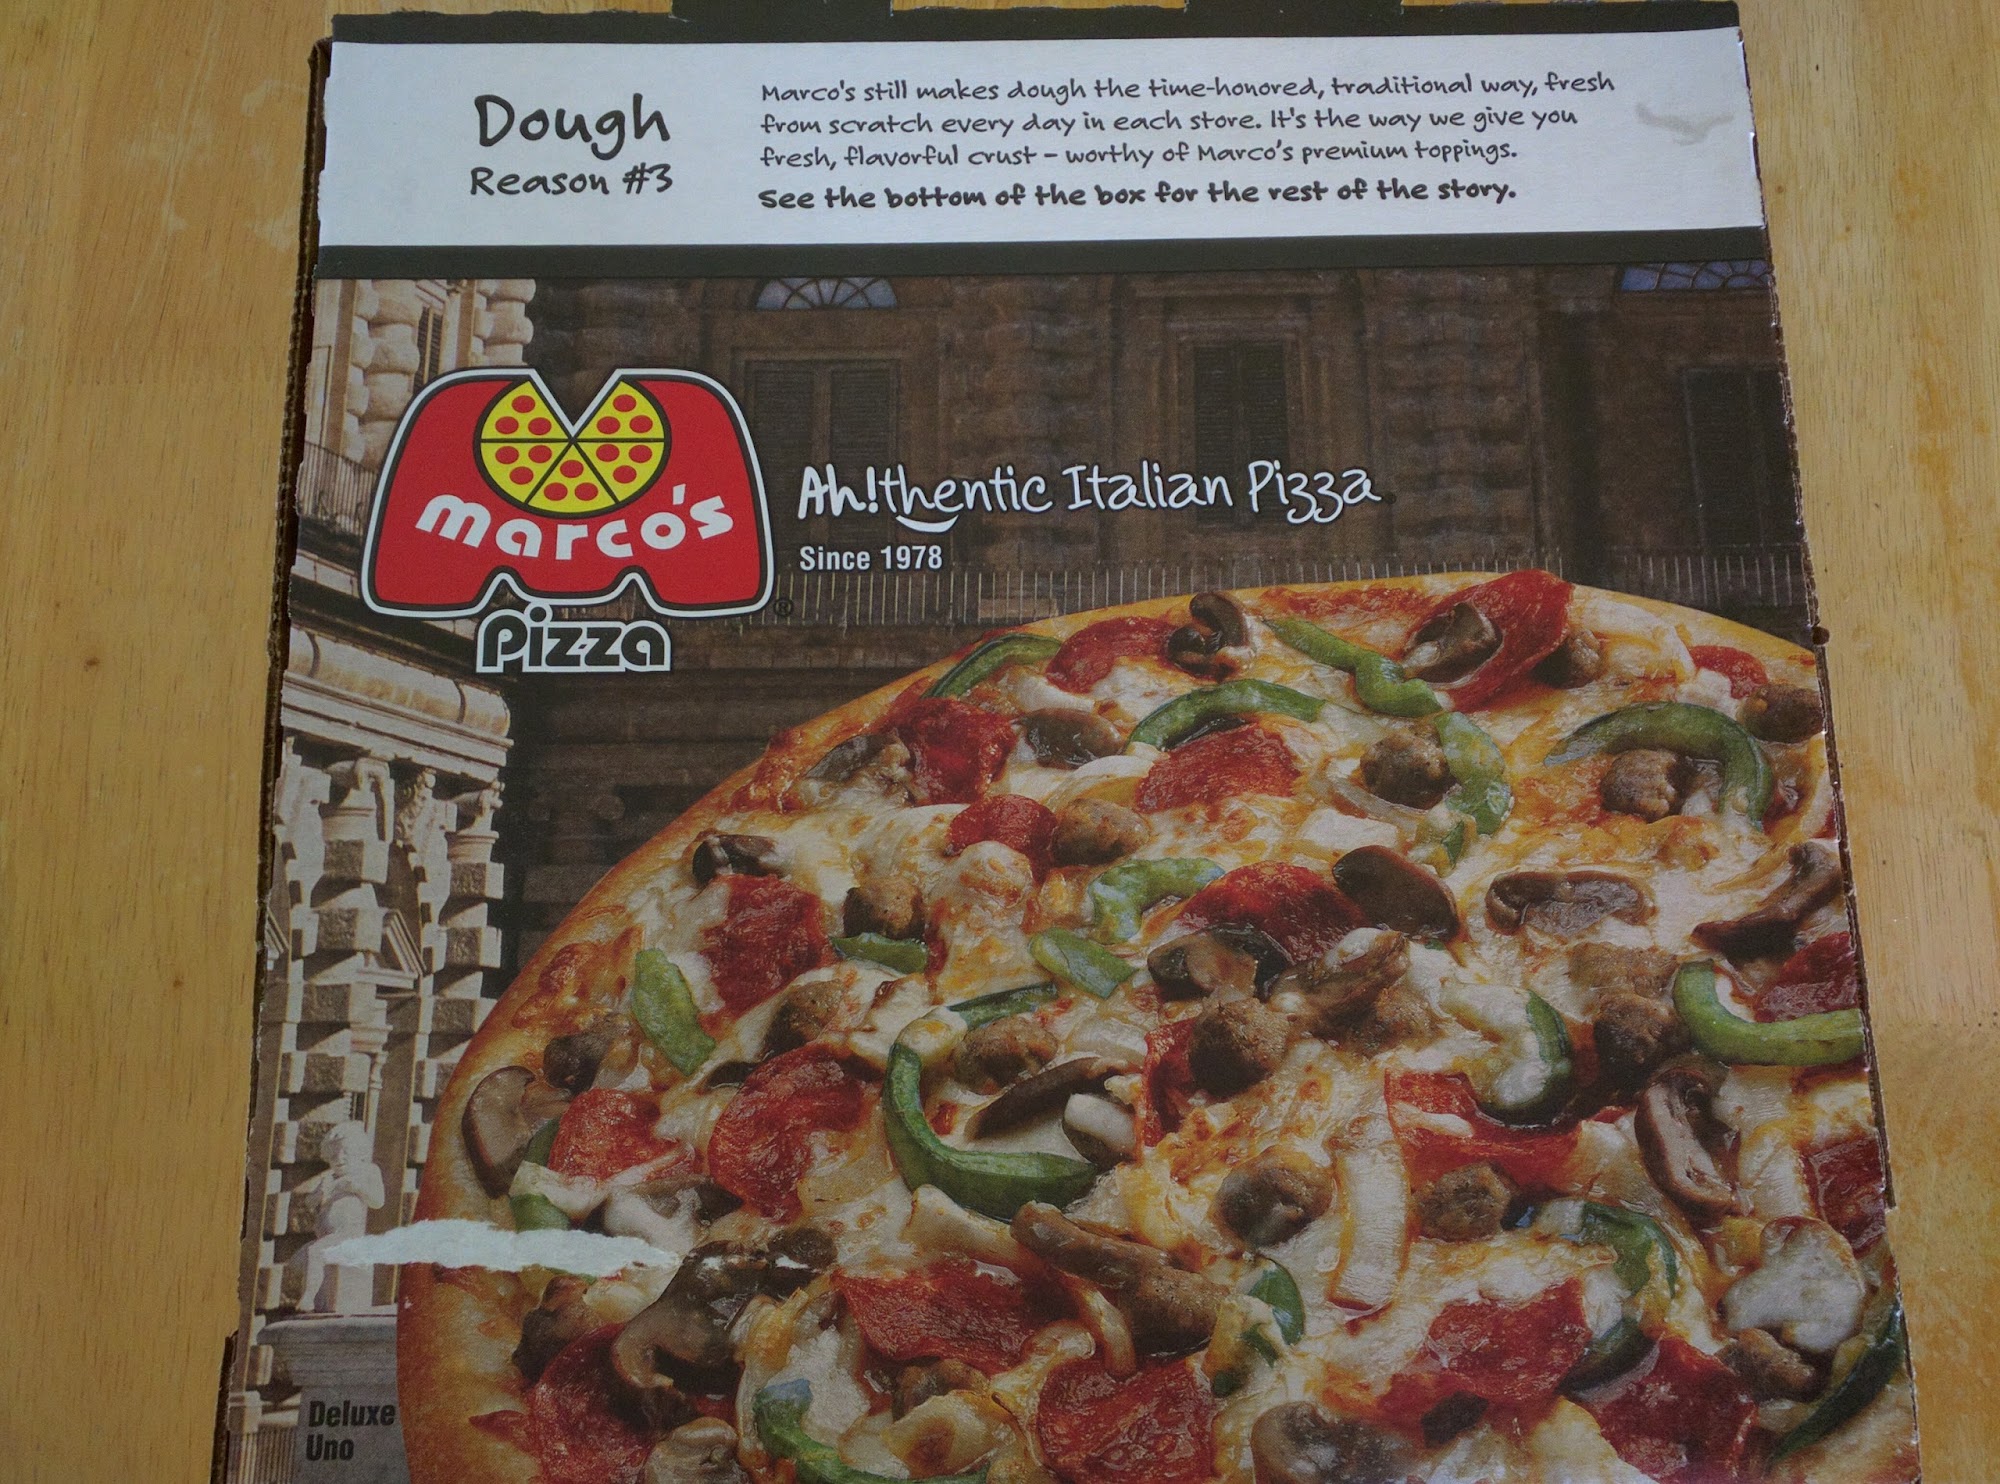 Dough
Reason #3
Marco's still makes dough the time-honored, traditional way, fresh
from scratch every day in each store. It's the way we give you
fresh, flavorful crust – worthy of Marco's premium toppings.
See the bottom of the box for the rest of the story.
marco's
Pizza
®
Ah!thentic Italian Pizza
Since 1978
Deluxe
Uno